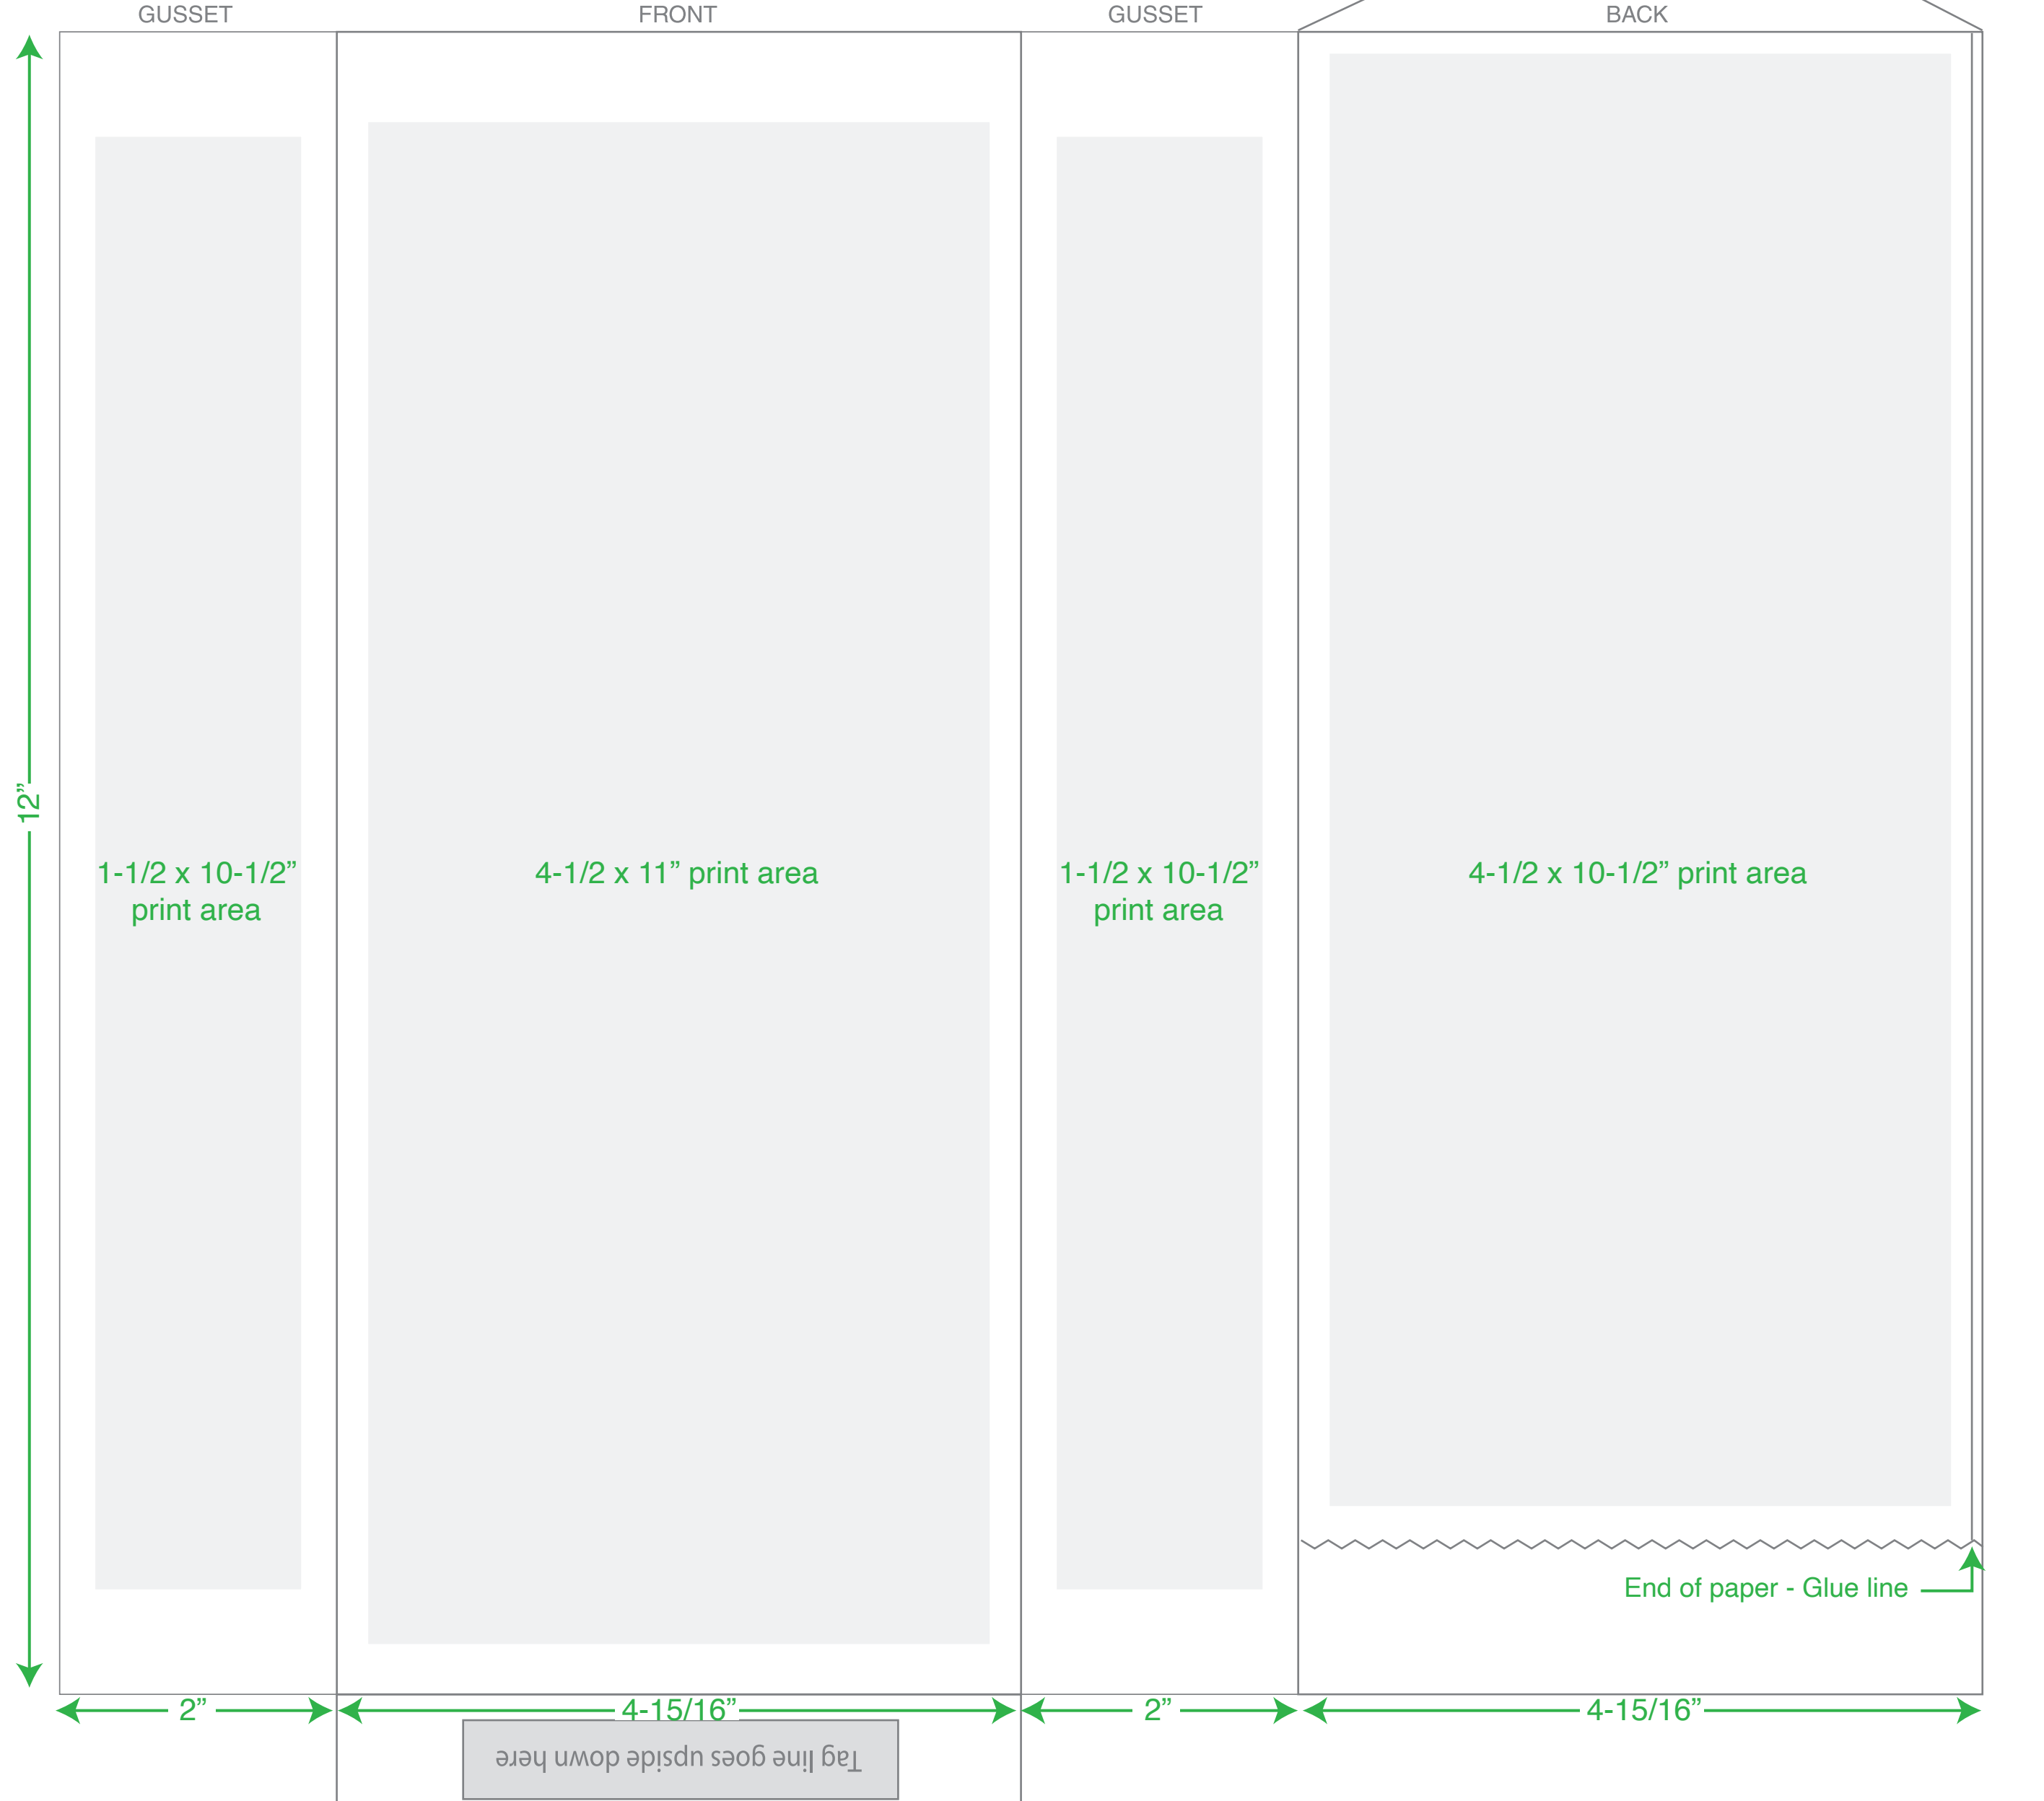 GUSSET
FRONT
GUSSET
BACK
12”
1-1/2 x 10-1/2”
print area
4-1/2 x 11” print area
1-1/2 x 10-1/2”
print area
4-1/2 x 10-1/2” print area
End of paper - Glue line
2”
4-15/16”
2”
4-15/16”
Tag line goes upside down here